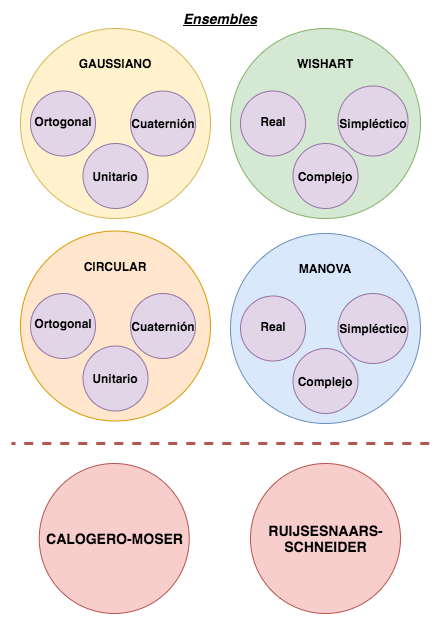 Ensembles
GAUSSIANO
Ortogonal
Cuaternión
Unitario
WISHART
Real
Simpléctico
Complejo
CIRCULAR
Ortogonal
Cuaternión
Unitario
MANOVA
Real
Simpléctico
Complejo
CALOGERO-MOSER
RUIJSESNAARS-
SCHNEIDER